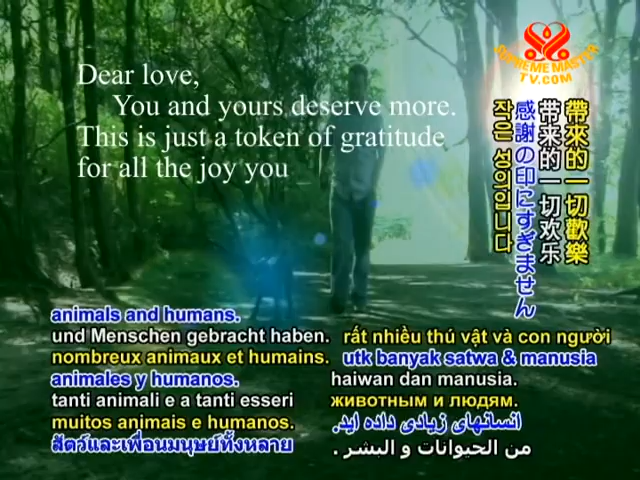 SUPREME MASTER
TV.COM
Dear love,
You and yours deserve more.
This is just a token of gratitude
for all the joy you
帶來的一切歡樂
带来的一切欢乐
感謝の印にすぎません
작은 성의입니다
animals and humans.
und Menschen gebracht haben.
nombreux animaux et humains.
animales y humanos.
tanti animali e a tanti esseri
muitos animais e humanos.
สัตว์และเพื่อนมนุษย์ทั้งหลาย
rất nhiều thú vật và con người
utk banyak satwa & manusia
haiwan dan manusia.
животным и людям.
انسانهای زیادی داده اید.
من الحيوانات و البشر .